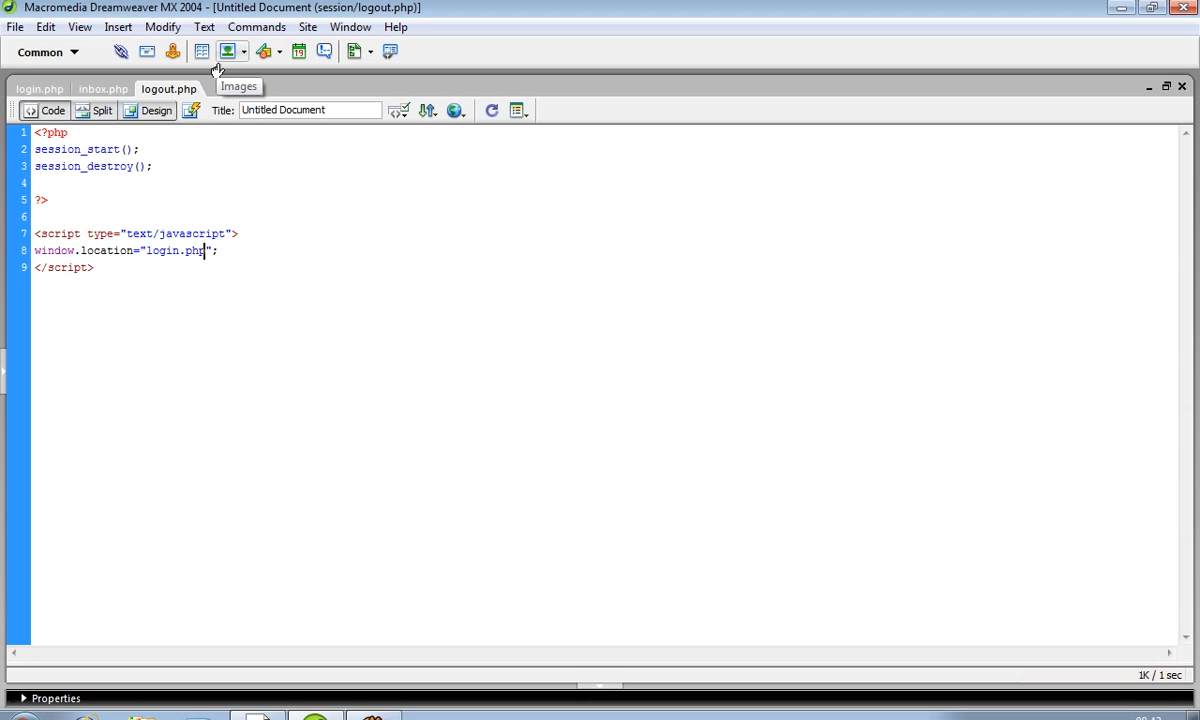 Macromedia Dreamweaver MX 2004 - [Untitled Document (session/logout.php)]
File Edit View Insert Modify Text Commands Site Window Help
Common
19
Images
login.php inbox.php logout.php
Code Split Design Title: Untitled Document
1 <?php
2 session_start();
3 session_destroy();
4
5 ?>
6
7 <script type="text/javascript">
8 window.location="login.php";
9 </script>
1K / 1 sec
Properties